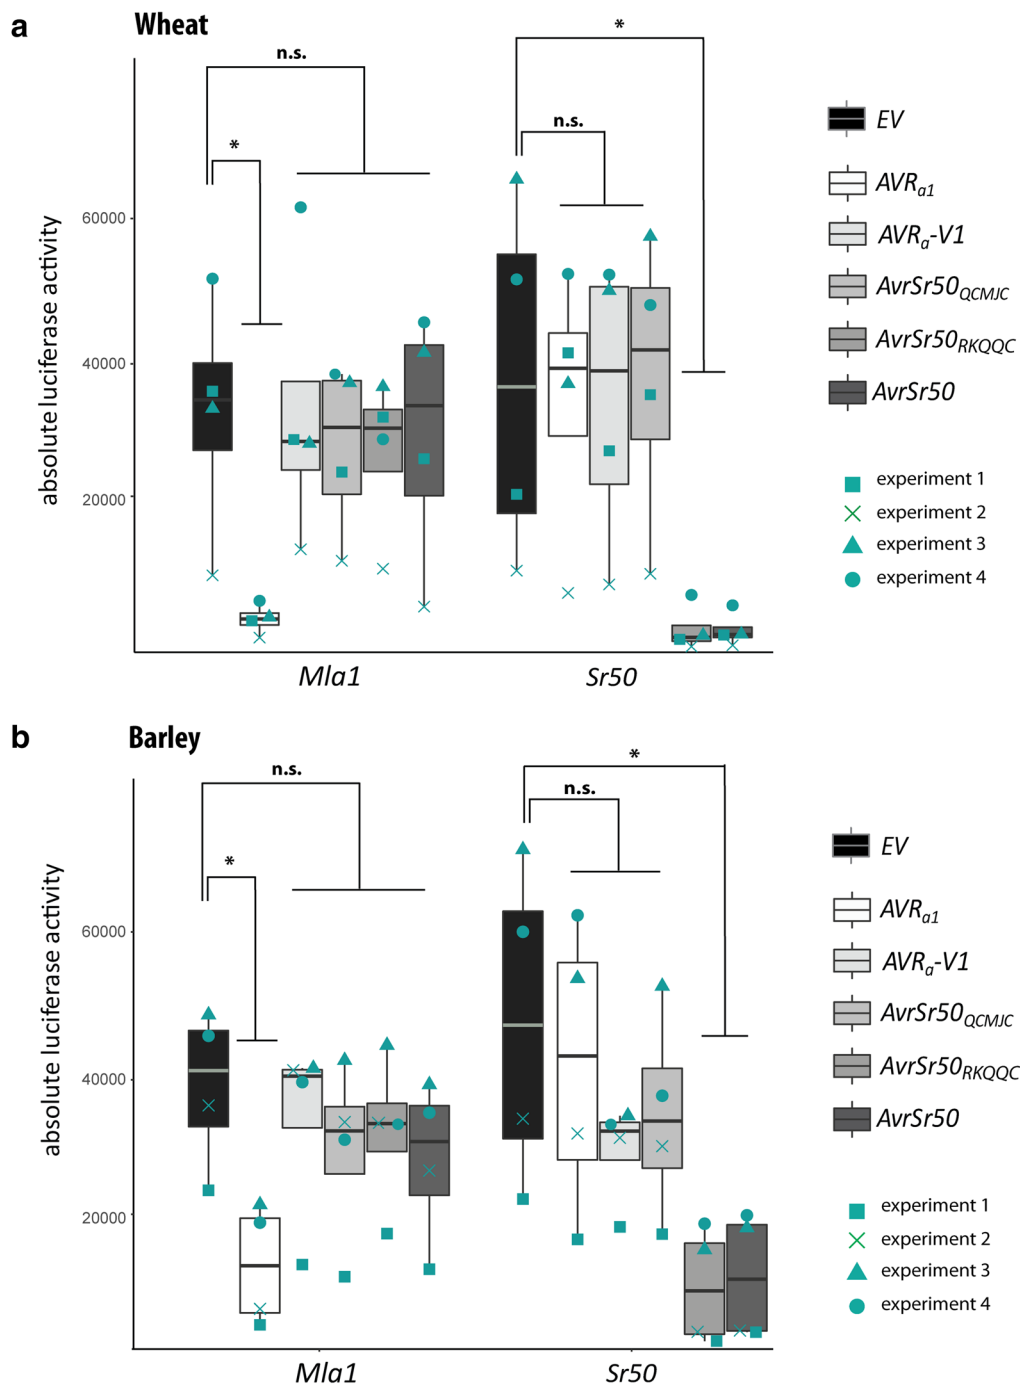 a
Wheat
n.s.
*
*
n.s.
absolute luciferase activity
60000
40000
20000
Mla1
Sr50
EV
AVRa1
AVRa-V1
AvrSr50QCMJC
AvrSr50RKQQC
AvrSr50
experiment 1
experiment 2
experiment 3
experiment 4
b
Barley
n.s.
*
*
n.s.
absolute luciferase activity
60000
40000
20000
Mla1
Sr50
EV
AVRa1
AVRa-V1
AvrSr50QCMJC
AvrSr50RKQQC
AvrSr50
experiment 1
experiment 2
experiment 3
experiment 4